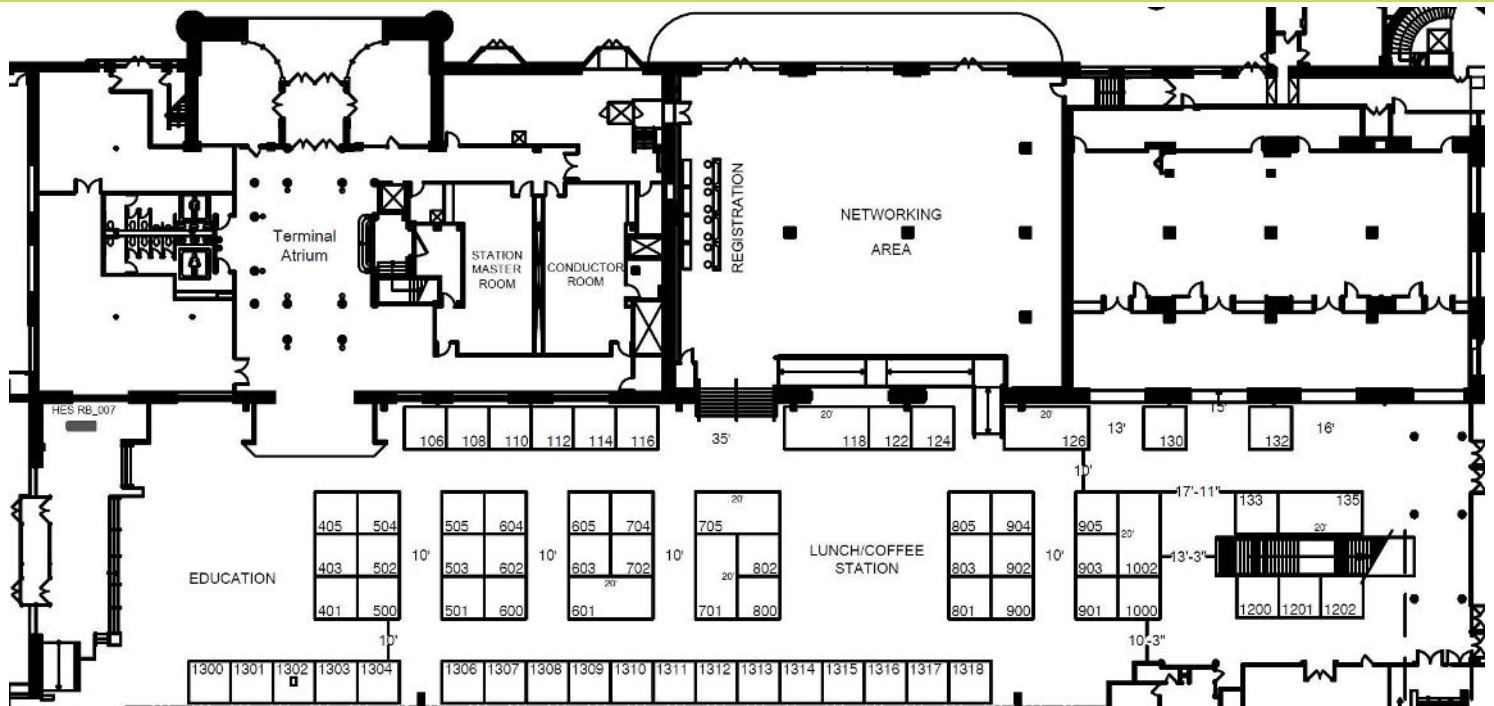 REGISTRATION
NETWORKING
AREA
Terminal
Atrium
STATION
MASTER
ROOM
CONDUCTOR
ROOM
HES RB_007
106 108 110 112 114 116
35'
20'
118 122 124
20'
126
13'
130
15'
132
16'
10'
17'-11"
405 504
403 502
401 500
10'
505 604
503 602
501 600
10'
605 704
603 702
20'
601
10'
20'
705
802
20'
701 800
LUNCH/COFFEE
STATION
805 904
803 902
801 900
10'
905
20'
903 1002
901 1000
133 135
20'
13'-3"
1200 1201 1202
EDUCATION
10'
10'-3"
1300 1301 1302 1303 1304
1306 1307 1308 1309 1310 1311 1312 1313 1314 1315 1316 1317 1318